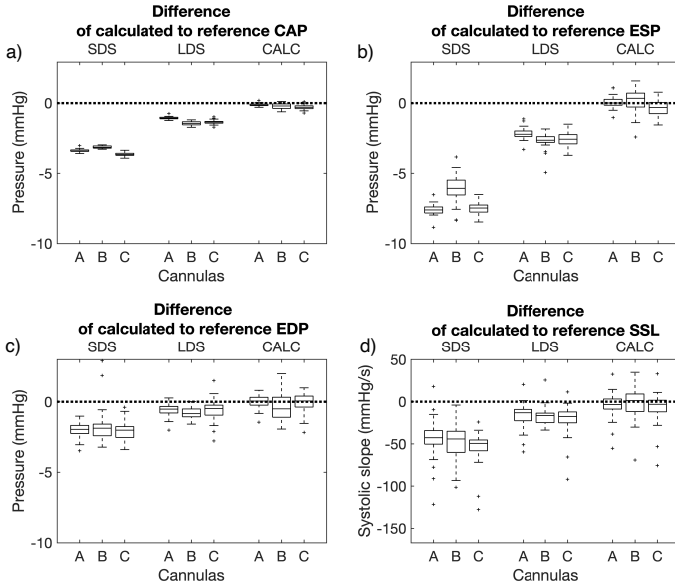 Difference
of calculated to reference CAP
a)
SDS LDS CALC
0
-5
-10
Pressure (mmHg)
A B C A B C A B C
Cannulas
Difference
of calculated to reference ESP
b)
SDS LDS CALC
0
-5
-10
Pressure (mmHg)
A B C A B C A B C
Cannulas
Difference
of calculated to reference EDP
c)
SDS LDS CALC
0
-5
-10
Pressure (mmHg)
A B C A B C A B C
Cannulas
Difference
of calculated to reference SSL
d)
SDS LDS CALC
50
0
-50
-100
-150
Systolic slope (mmHg/s)
A B C A B C A B C
Cannulas